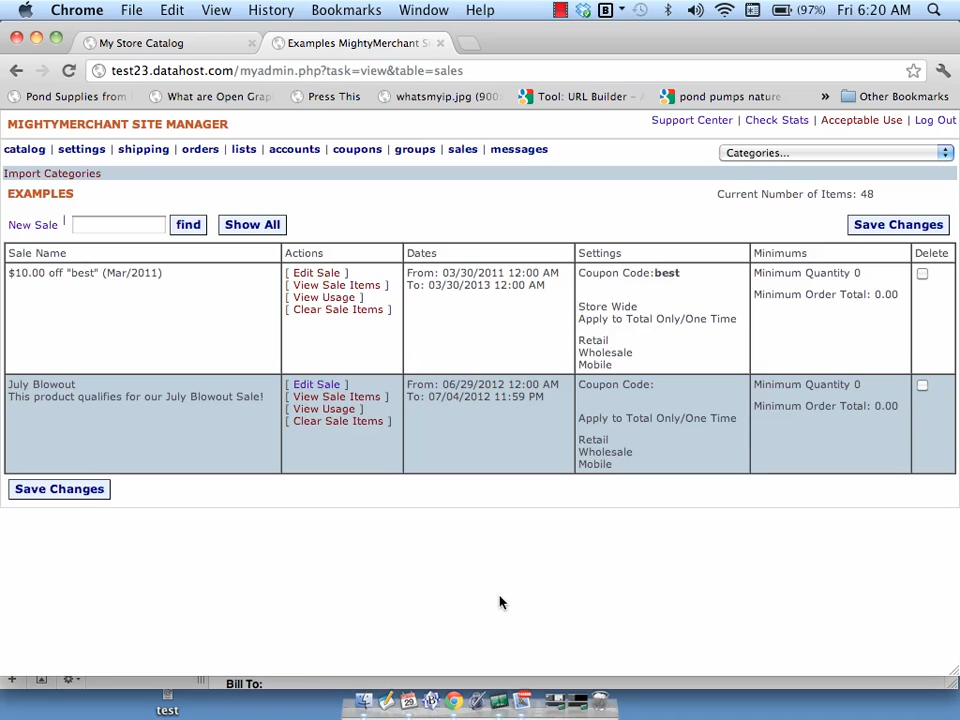 Chrome File Edit View History Bookmarks Window Help (97%) Fri 6:20 AM
My Store Catalog Examples MightyMerchant S
test23.datahost.com/myadmin.php?task=view&table=sales
Pond Supplies from What are Open Gra Press This whatsmyip.jpg (900 Tool: URL Builder – pond pumps nature » Other Bookmarks
MIGHTYMERCHANT SITE MANAGER Support Center | Check Stats | Acceptable Use | Log Out
catalog | settings | shipping | orders | lists | accounts | coupons | groups | sales | messages Categories...
Import Categories
EXAMPLES Current Number of Items: 48
New Sale | find Show All Save Changes
Sale Name Actions Dates Settings Minimums Delete
$10.00 off "best" (Mar/2011) [ Edit Sale ] From: 03/30/2011 12:00 AM Coupon Code:best Minimum Quantity 0
[ View Sale Items ] To: 03/30/2013 12:00 AM
[ View Usage ] Minimum Order Total: 0.00
[ Clear Sale Items ] Store Wide
Apply to Total Only/One Time
Retail
Wholesale
Mobile
July Blowout [ Edit Sale ] From: 06/29/2012 12:00 AM Coupon Code: Minimum Quantity 0
This product qualifies for our July Blowout Sale! [ View Sale Items ] To: 07/04/2012 11:59 PM
[ View Usage ] Minimum Order Total: 0.00
[ Clear Sale Items ] Apply to Total Only/One Time
Retail
Wholesale
Mobile
Save Changes
Bill To:
test